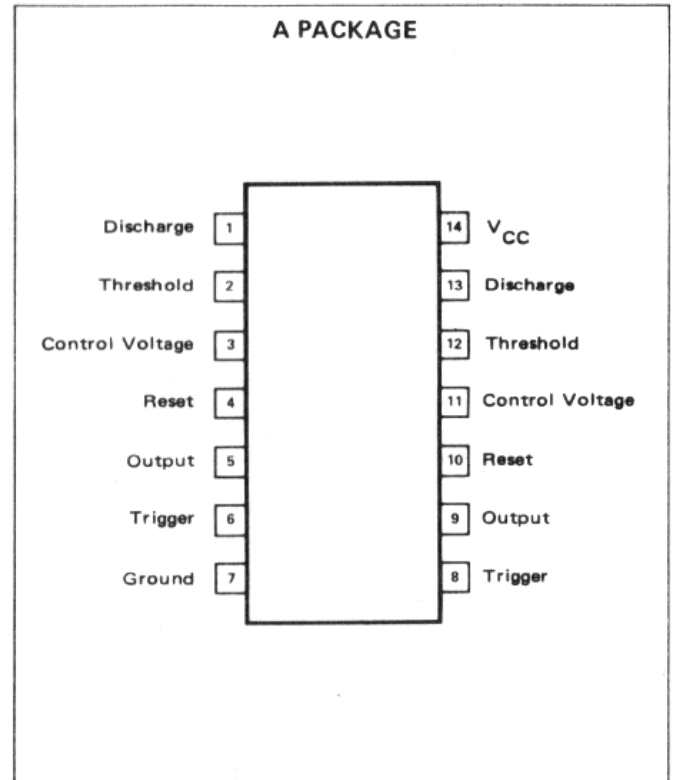 A PACKAGE
Discharge 1
Threshold 2
Control Voltage 3
Reset 4
Output 5
Trigger 6
Ground 7
14 VCC
13 Discharge
12 Threshold
11 Control Voltage
10 Reset
9 Output
8 Trigger